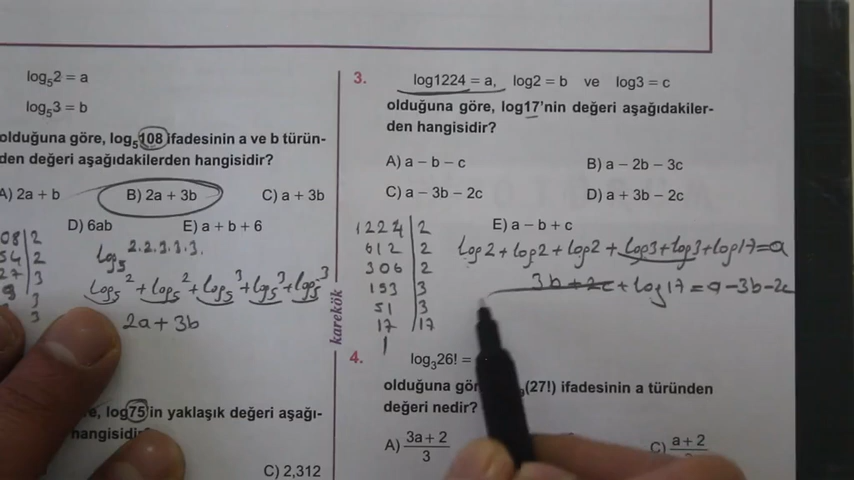 log₅2 = a
log₅3 = b
olduğuna göre, log₅108 ifadesinin a ve b türün-
den değeri aşağıdakilerden hangisidir?
A) 2a + b B) 2a + 3b C) a + 3b
D) 6ab E) a + b + 6
08 | 2
54 | 2
27 | 3
9 | 3
3
log₅ 2.2.3.3.3.
log₅2 + log₅2 + log₅3 + log₅3 + log₅3
2a + 3b
log75 in yaklaşık değeri aşağı-
hangisidir
C) 2,312
karekök
3. log1224 = a, log2 = b ve log3 = c
olduğuna göre, log17'nin değeri aşağıdakiler-
den hangisidir?
A) a − b − c B) a − 2b − 3c
C) a − 3b − 2c D) a + 3b − 2c
E) a − b + c
1224 | 2
612 | 2
306 | 2
153 | 3
51 | 3
17 | 17
1
log2 + log2 + log2 + log3 + log3 + log17 = a
3b + 2c + log17 = a − 3b − 2c
4. log₃26! =
olduğuna gör (27!) ifadesinin a türünden
değeri nedir?
A) (3a + 2)/3 C) a + 2